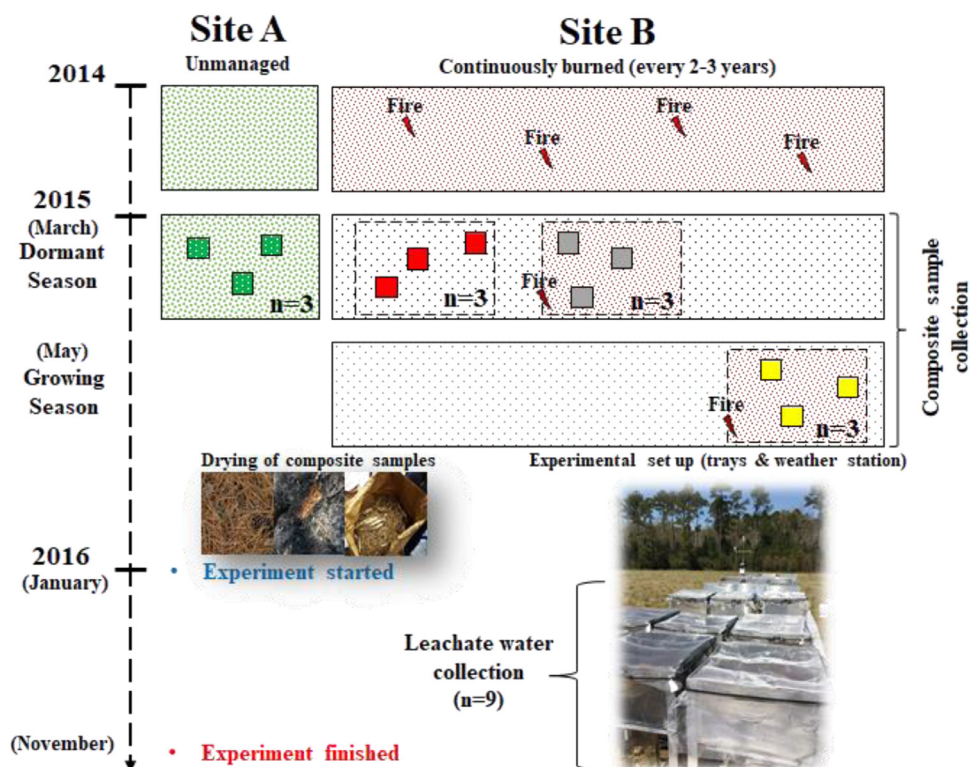 Site A
Unmanaged
Site B
Continuously burned (every 2-3 years)
2014
Fire
Fire
Fire
Fire
2015
(March)
Dormant
Season
n=3
n=3
Fire
n=3
(May)
Growing
Season
Fire
n=3
Composite sample
collection
Drying of composite samples
Experimental set up (trays & weather station)
2016
(January)
• Experiment started
Leachate water
collection
(n=9)
(November)
• Experiment finished